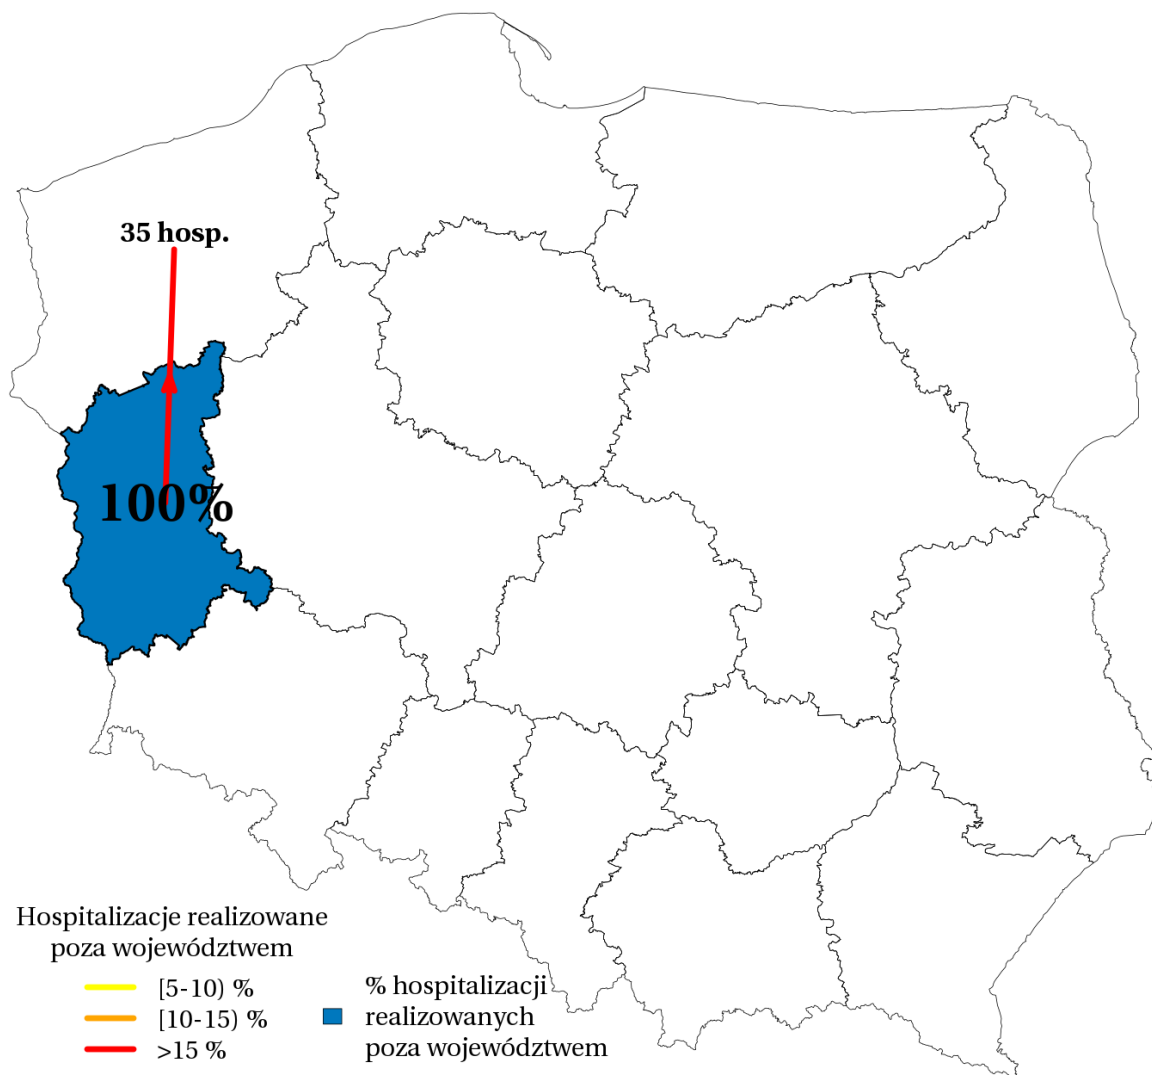 35 hosp.
100%
Hospitalizacje realizowane
poza województwem
[5-10) %
[10-15) %
>15 %
% hospitalizacji
realizowanych
poza województwem